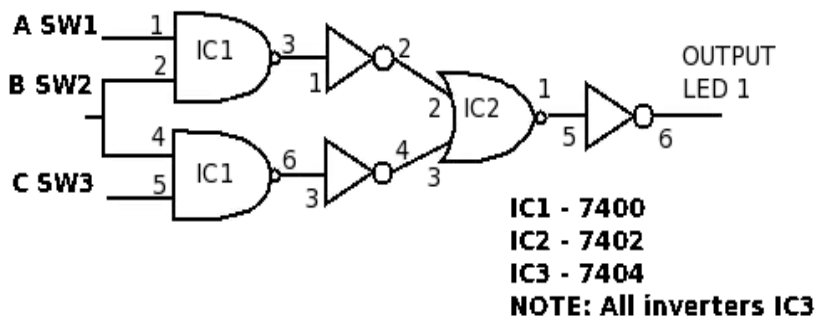 A SW1
1
IC1
3
2
2
1
B SW2
OUTPUT
LED 1
2
IC2
1
5
6
4
IC1
6
4
3
3
C SW3
5
IC1 - 7400
IC2 - 7402
IC3 - 7404
NOTE: All inverters IC3